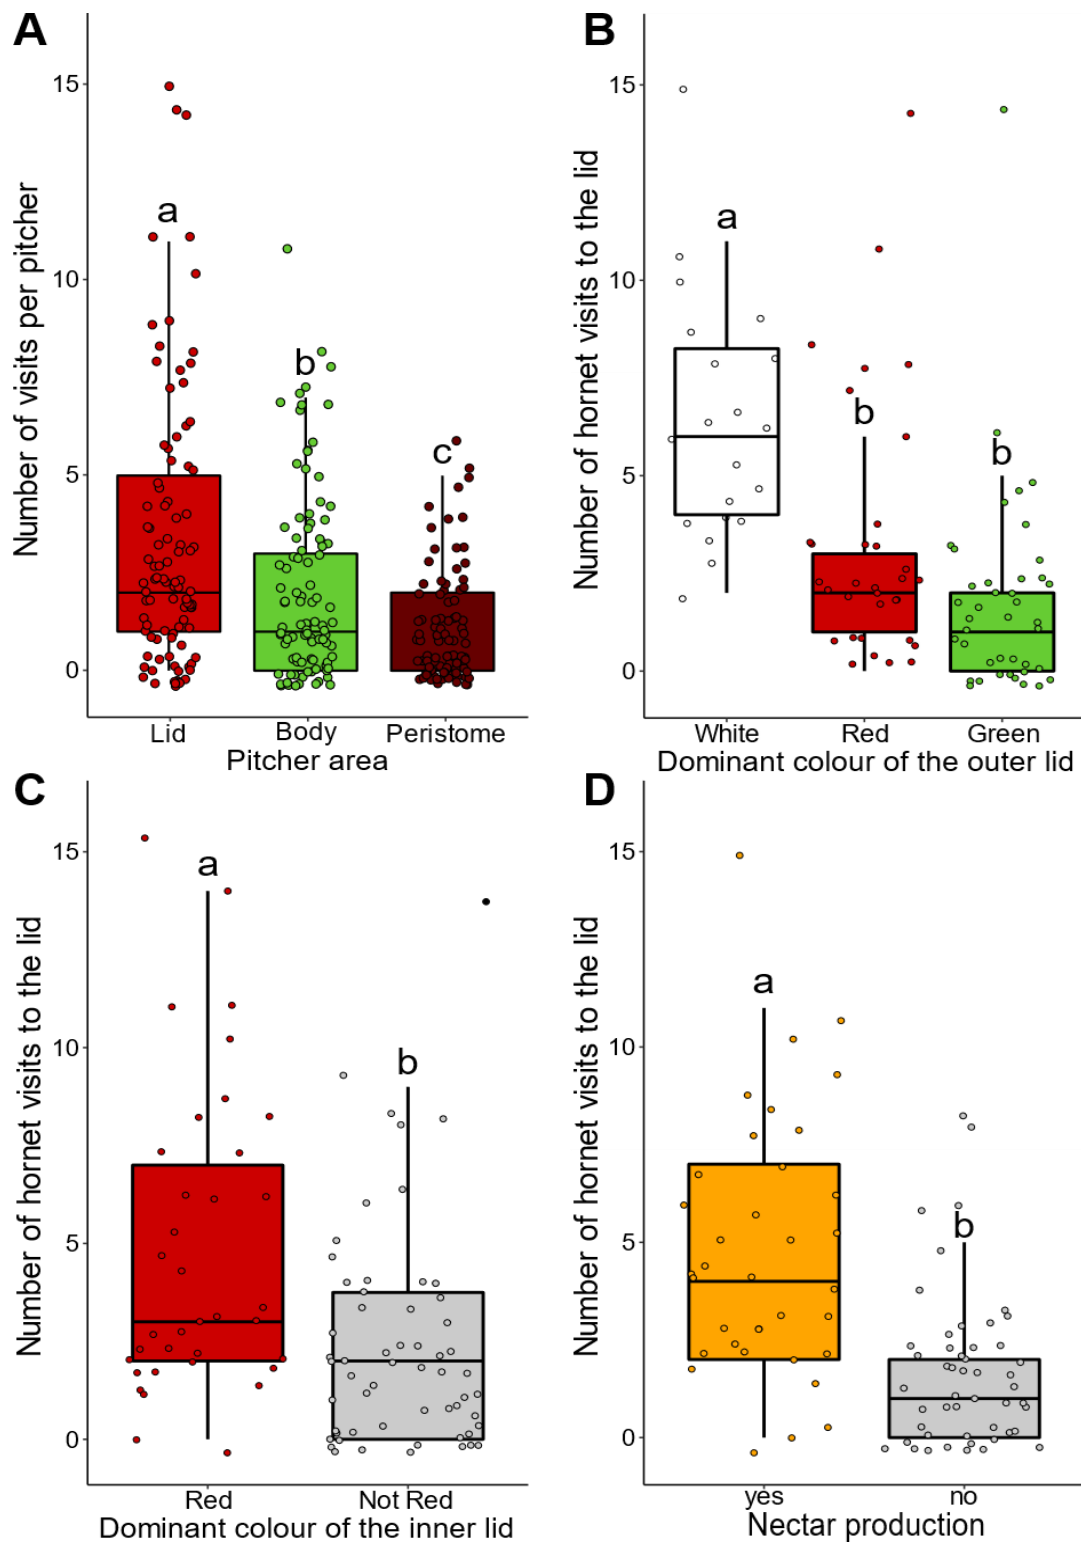 A
Number of visits per pitcher
15
10
5
0
a
b
c
Lid
Body
Peristome
Pitcher area
B
Number of hornet visits to the lid
15
10
5
0
a
b
b
White
Red
Green
Dominant colour of the outer lid
C
Number of hornet visits to the lid
15
10
5
0
a
b
Red
Not Red
Dominant colour of the inner lid
D
Number of hornet visits to the lid
15
10
5
0
a
b
yes
no
Nectar production